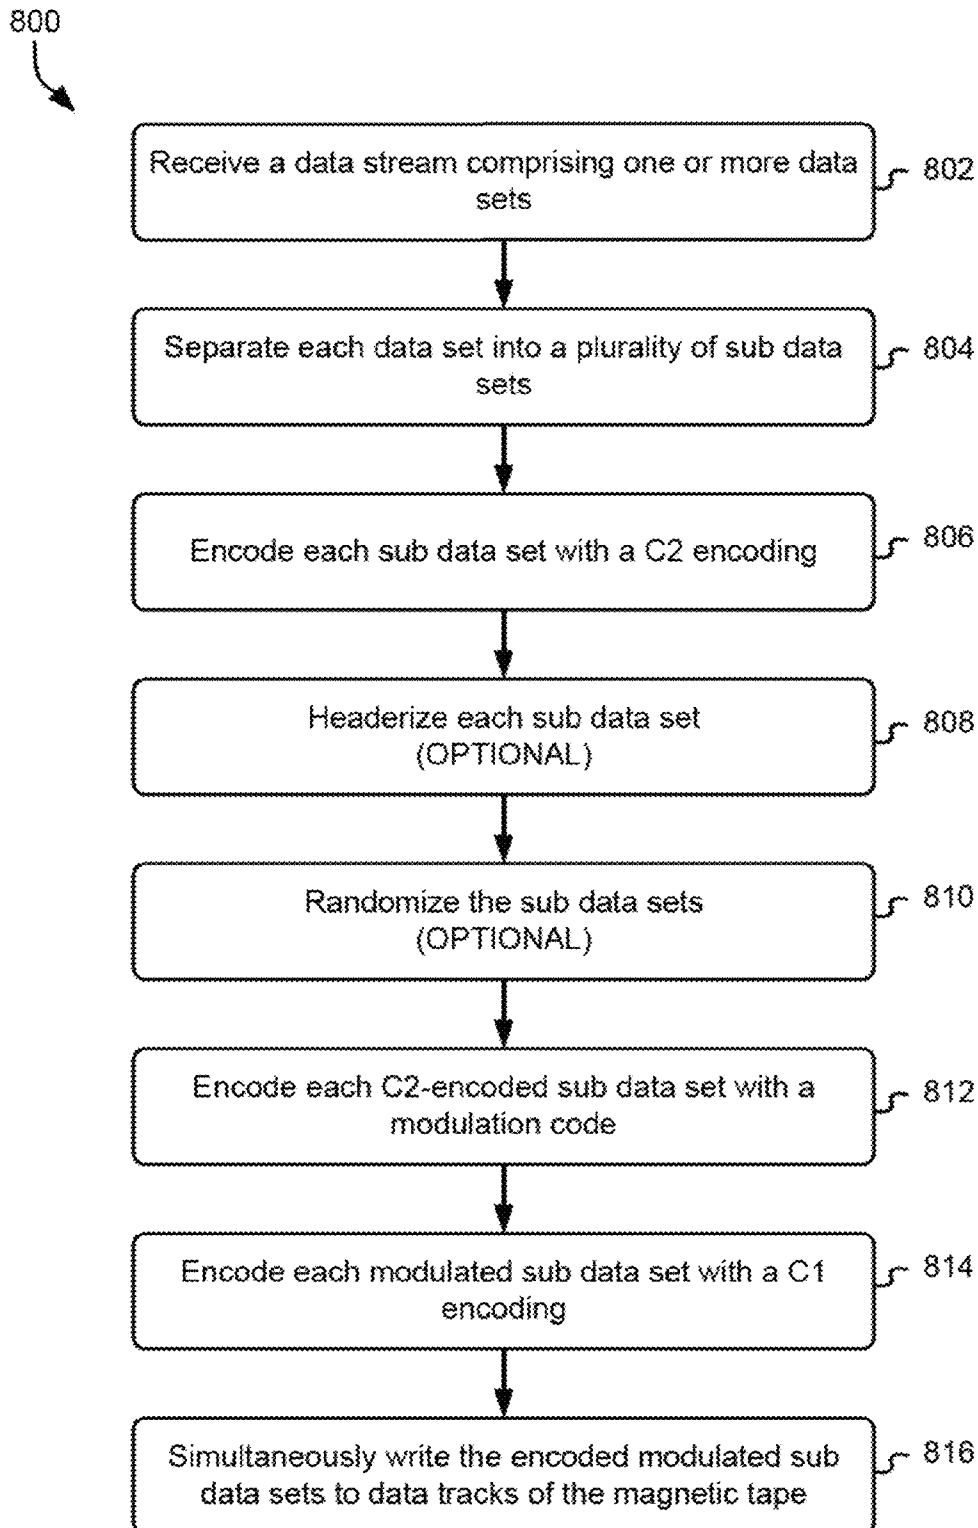 800
Receive a data stream comprising one or more data
sets
802
Separate each data set into a plurality of sub data
sets
804
Encode each sub data set with a C2 encoding
806
Headerize each sub data set
(OPTIONAL)
808
Randomize the sub data sets
(OPTIONAL)
810
Encode each C2-encoded sub data set with a
modulation code
812
Encode each modulated sub data set with a C1
encoding
814
Simultaneously write the encoded modulated sub
data sets to data tracks of the magnetic tape
816